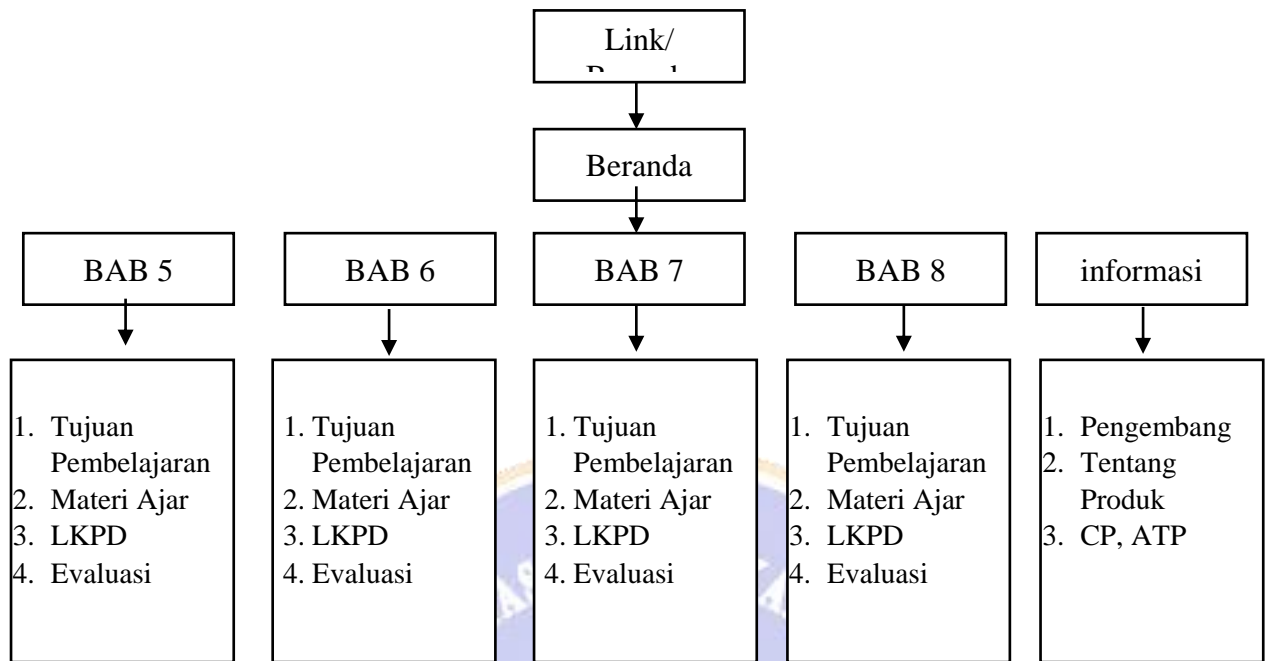 Link/
Beranda
BAB 5
BAB 6
BAB 7
BAB 8
informasi
1. Tujuan
Pembelajaran
2. Materi Ajar
3. LKPD
4. Evaluasi
1. Tujuan
Pembelajaran
2. Materi Ajar
3. LKPD
4. Evaluasi
1. Tujuan
Pembelajaran
2. Materi Ajar
3. LKPD
4. Evaluasi
1. Tujuan
Pembelajaran
2. Materi Ajar
3. LKPD
4. Evaluasi
1. Pengembang
2. Tentang
Produk
3. CP, ATP